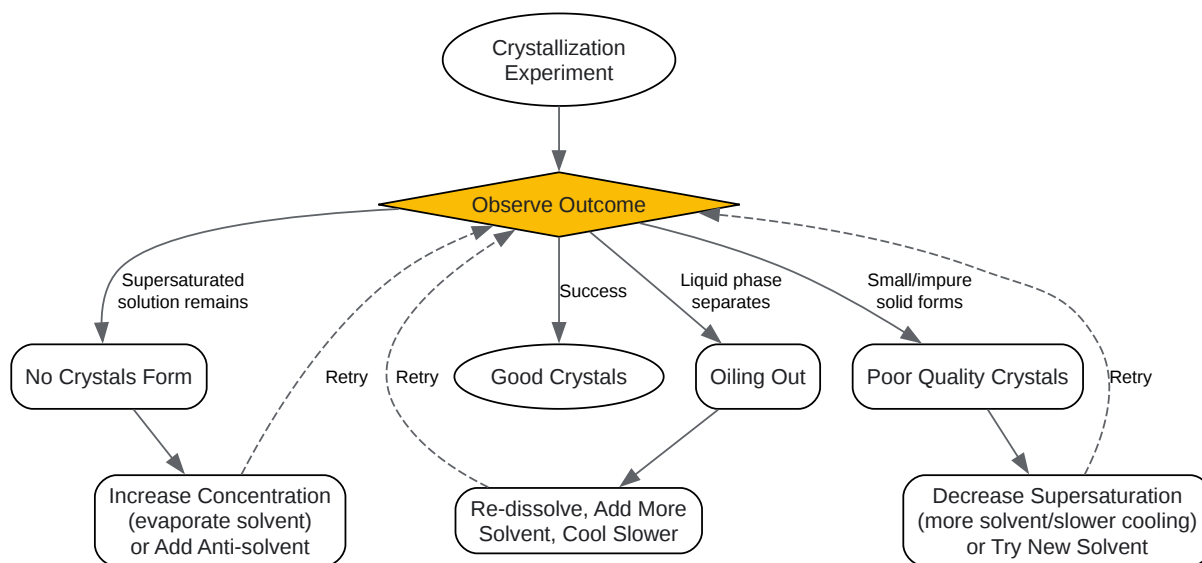 Crystallization
Experiment
Observe Outcome
Supersaturated
solution remains
Success
Liquid phase
separates
Small/impure
solid forms
No Crystals Form
Retry
Retry
Good Crystals
Oiling Out
Poor Quality Crystals
Retry
Increase Concentration
(evaporate solvent)
or Add Anti-solvent
Re-dissolve, Add More
Solvent, Cool Slower
Decrease Supersaturation
(more solvent/slower cooling)
or Try New Solvent